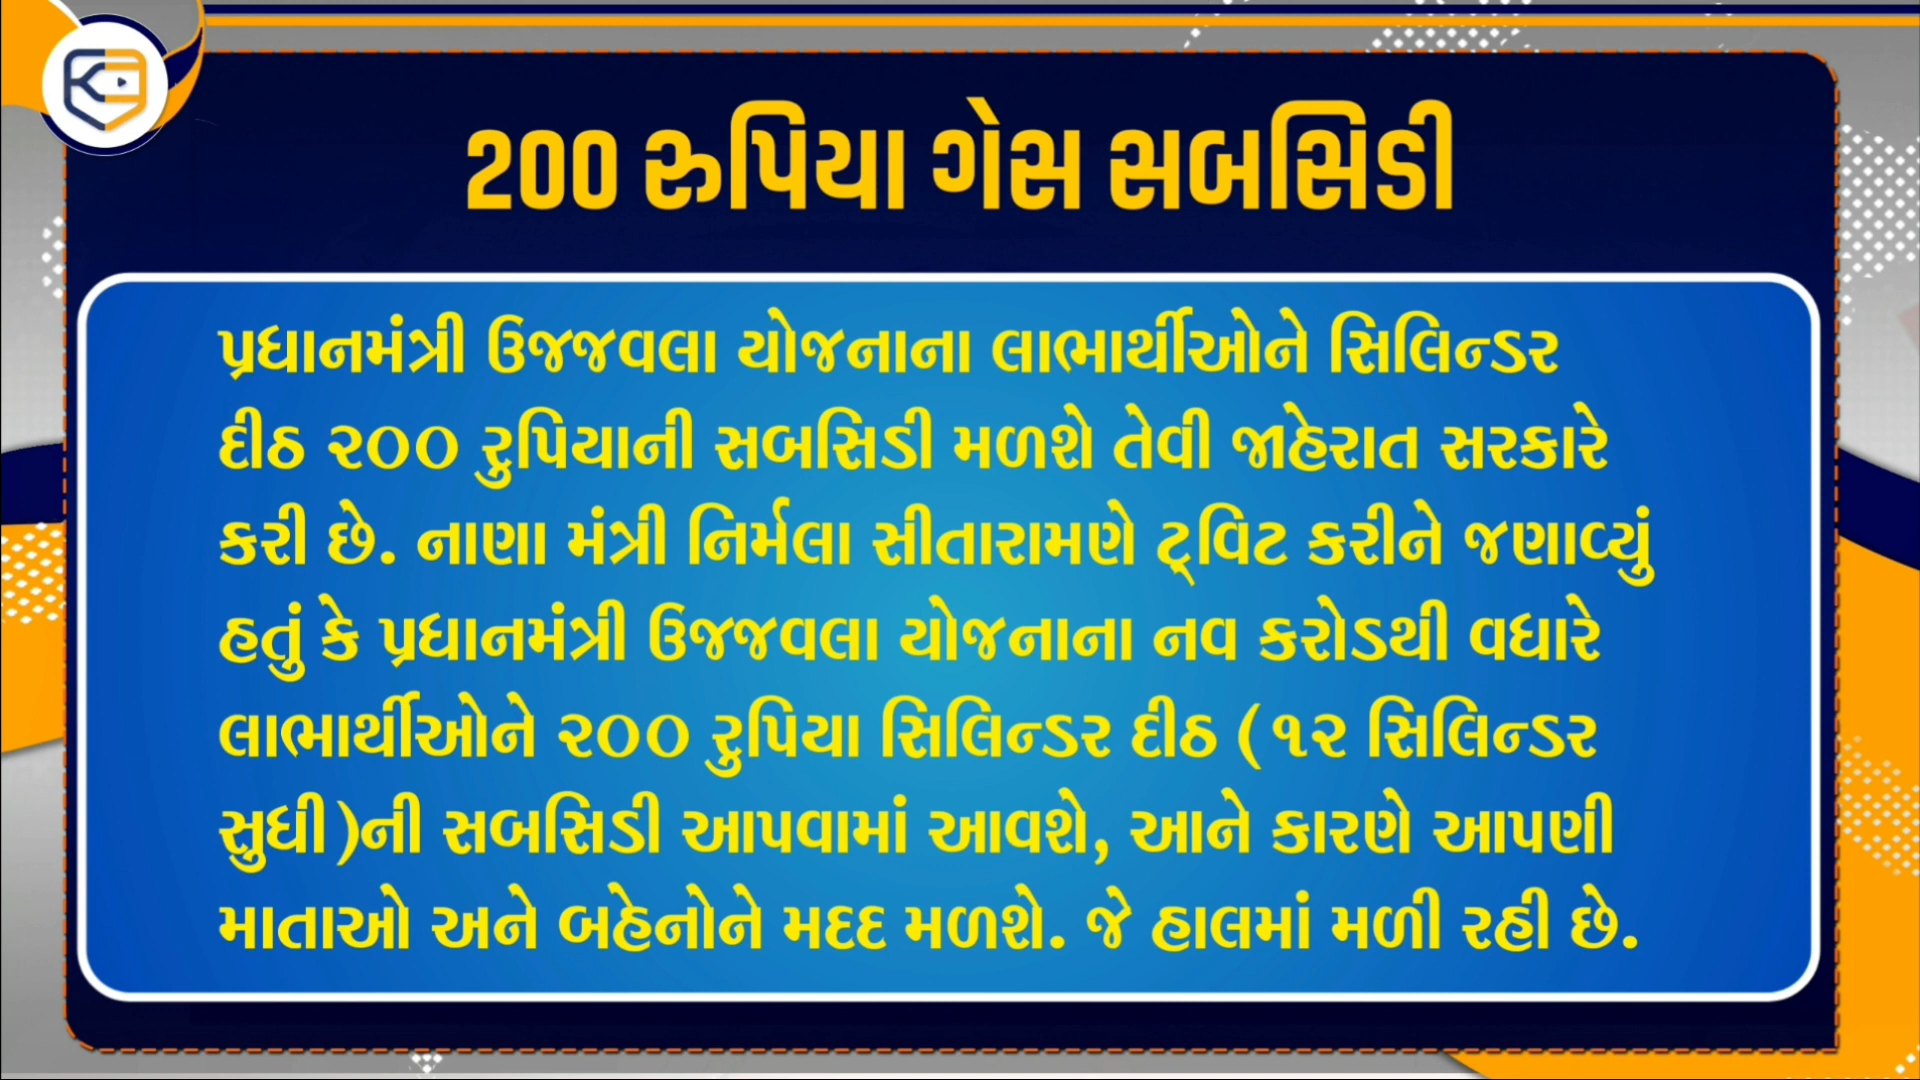 200 રુપિયા ગેસ સબસિડી
પ્રધાનમંત્રી ઉજજવલા યોજનાના લાભાર્થીઓને સિલિન્ડર
દીઠ ૨૦૦ રુપિયાની સબસિડી મળશે તેવી જાહેરાત સરકારે
કરી છે. નાણા મંત્રી નિર્મલા સીતારામણે ટ્વિટ કરીને જણાવ્યું
હતું કે પ્રધાનમંત્રી ઉજજવલા યોજનાના નવ કરોડથી વધારે
લાભાર્થીઓને ૨૦૦ રુપિયા સિલિન્ડર દીઠ (૧૨ સિલિન્ડર
સુધી)ની સબસિડી આપવામાં આવશે, આને કારણે આપણી
માતાઓ અને બહેનોને મદદ મળશે. જે હાલમાં મળી રહી છે.